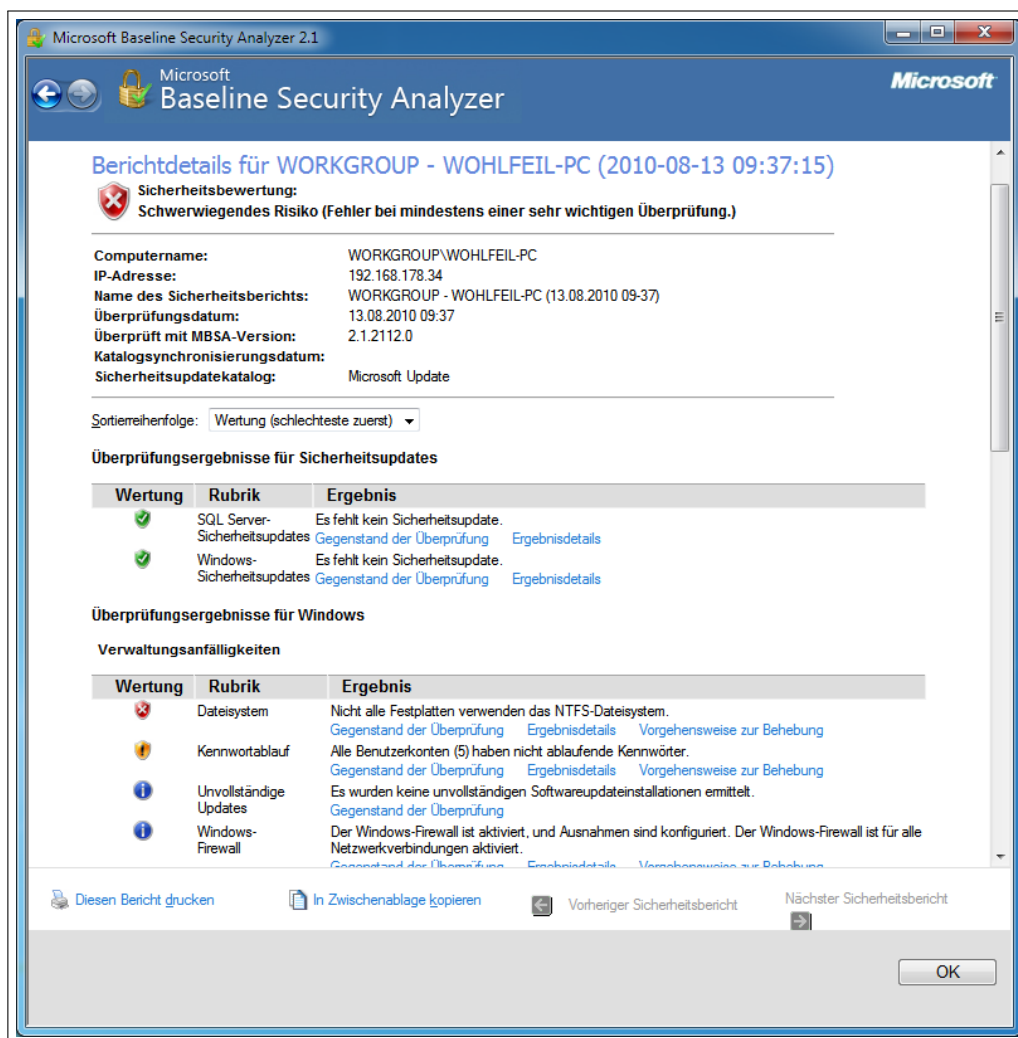 Microsoft Baseline Security Analyzer 2.1
Microsoft
Baseline Security Analyzer
Microsoft
Berichtdetails für WORKGROUP - WOHLFEIL-PC (2010-08-13 09:37:15)
Sicherheitsbewertung:
Schwerwiegendes Risiko (Fehler bei mindestens einer sehr wichtigen Überprüfung.)
Computername: WORKGROUP\WOHLFEIL-PC
IP-Adresse: 192.168.178.34
Name des Sicherheitsberichts: WORKGROUP - WOHLFEIL-PC (13.08.2010 09-37)
Überprüfungsdatum: 13.08.2010 09:37
Überprüft mit MBSA-Version: 2.1.2112.0
Katalogsynchronisierungsdatum:
Sicherheitsupdatekatalog: Microsoft Update
Sortierreihenfolge: Wertung (schlechteste zuerst)
Überprüfungsergebnisse für Sicherheitsupdates
Wertung Rubrik Ergebnis
SQL Server- Es fehlt kein Sicherheitsupdate.
Sicherheitsupdates Gegenstand der Überprüfung Ergebnisdetails
Windows- Es fehlt kein Sicherheitsupdate.
Sicherheitsupdates Gegenstand der Überprüfung Ergebnisdetails
Überprüfungsergebnisse für Windows
Verwaltungsanfälligkeiten
Wertung Rubrik Ergebnis
Dateisystem Nicht alle Festplatten verwenden das NTFS-Dateisystem.
Gegenstand der Überprüfung Ergebnisdetails Vorgehensweise zur Behebung
Kennwortablauf Alle Benutzerkonten (5) haben nicht ablaufende Kennwörter.
Gegenstand der Überprüfung Ergebnisdetails Vorgehensweise zur Behebung
Unvollständige Es wurden keine unvollständigen Softwareupdateinstallationen ermittelt.
Updates Gegenstand der Überprüfung
Windows- Der Windows-Firewall ist aktiviert, und Ausnahmen sind konfiguriert. Der Windows-Firewall ist für alle
Firewall Netzwerkverbindungen aktiviert.
Gegenstand der Überprüfung Ergebnisdetails Vorgehensweise zur Behebung
Diesen Bericht drucken In Zwischenablage kopieren Vorheriger Sicherheitsbericht Nächster Sicherheitsbericht
OK